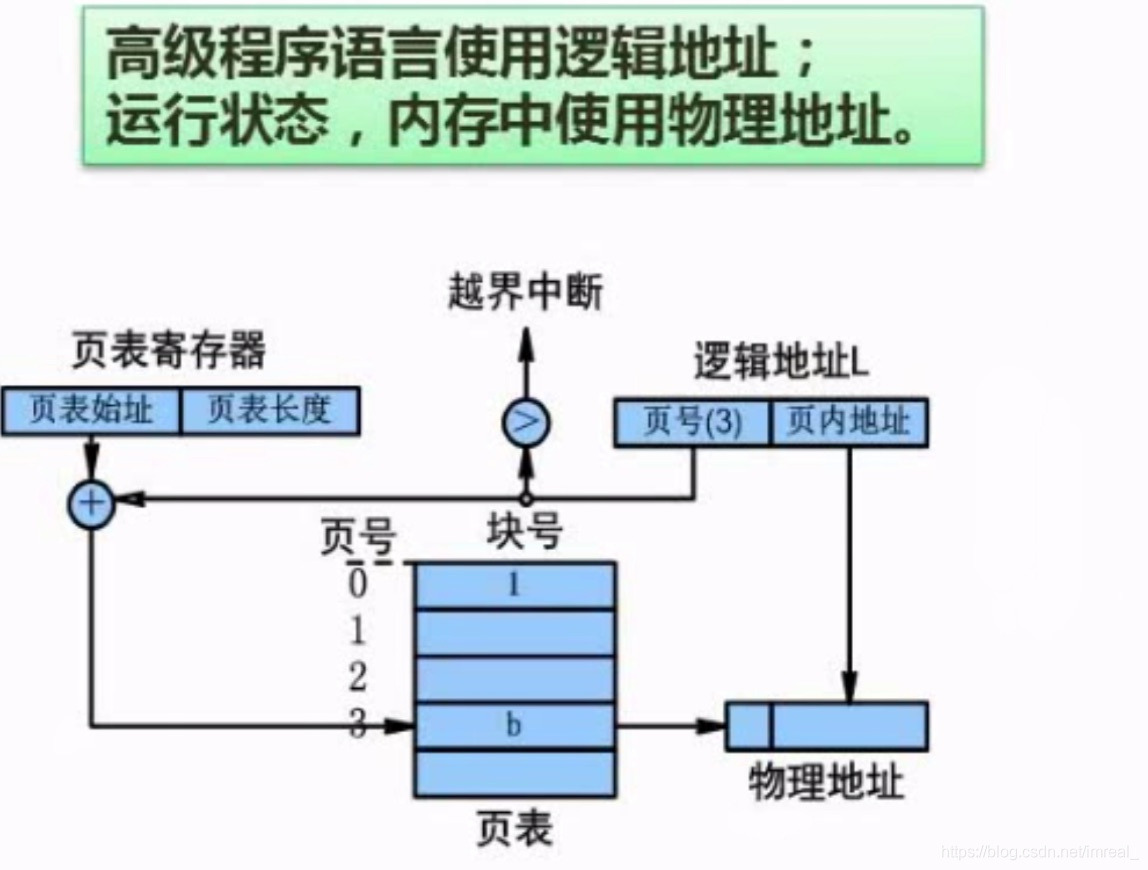 高级程序语言使用逻辑地址；
运行状态，内存中使用物理地址。
越界中断
页表寄存器
逻辑地址L
页表始址 页表长度
>
页号(3) 页内地址
+
页号 块号
0 1
1
2
3 b
物理地址
页表
https://blog.csdn.net/imreal_